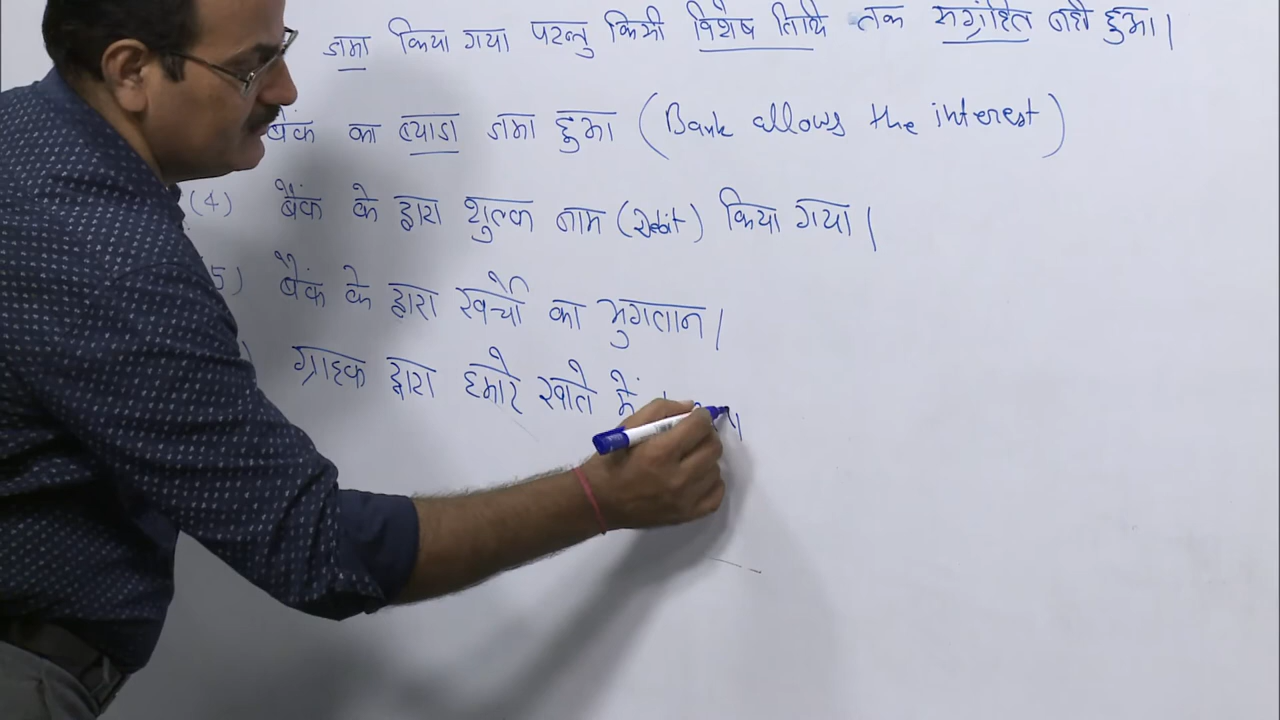 जमा किया गया परन्तु किसी विशेष तिथि तक संग्रहित नहीं हुआ।
बैंक का ब्याज जमा हुआ (Bank allows the interest)
(4) बैंक के द्वारा शुल्क नाम (Debit) किया गया।
5) बैंक के द्वारा खर्चों का भुगतान।
) ग्राहक द्वारा हमारे खाते में